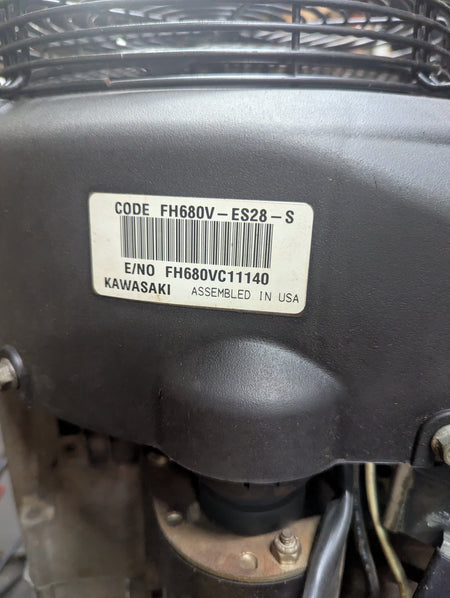 CODE FH680V-ES28-S
E/NO FH680VC11140
KAWASAKI ASSEMBLED IN USA